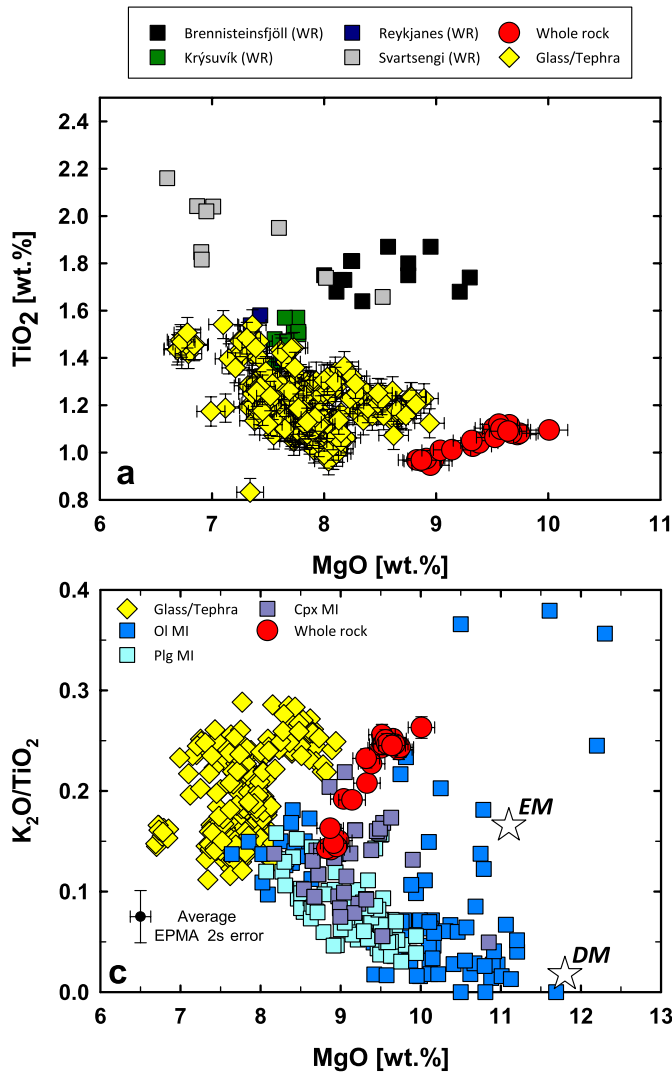 Brennisteinsfjöll (WR) Reykjanes (WR) Whole rock
Krýsuvík (WR) Svartsengi (WR) Glass/Tephra
2.4
2.2
2.0
1.8
1.6
1.4
1.2
1.0
0.8
TiO2 [wt.%]
a
6 7 8 9 10 11
MgO [wt.%]
0.4
0.3
0.2
0.1
0.0
K2O/TiO2
Glass/Tephra Cpx MI
Ol MI Whole rock
Plg MI
EM
DM
Average
EPMA 2s error
c
6 7 8 9 10 11 12 13
MgO [wt.%]